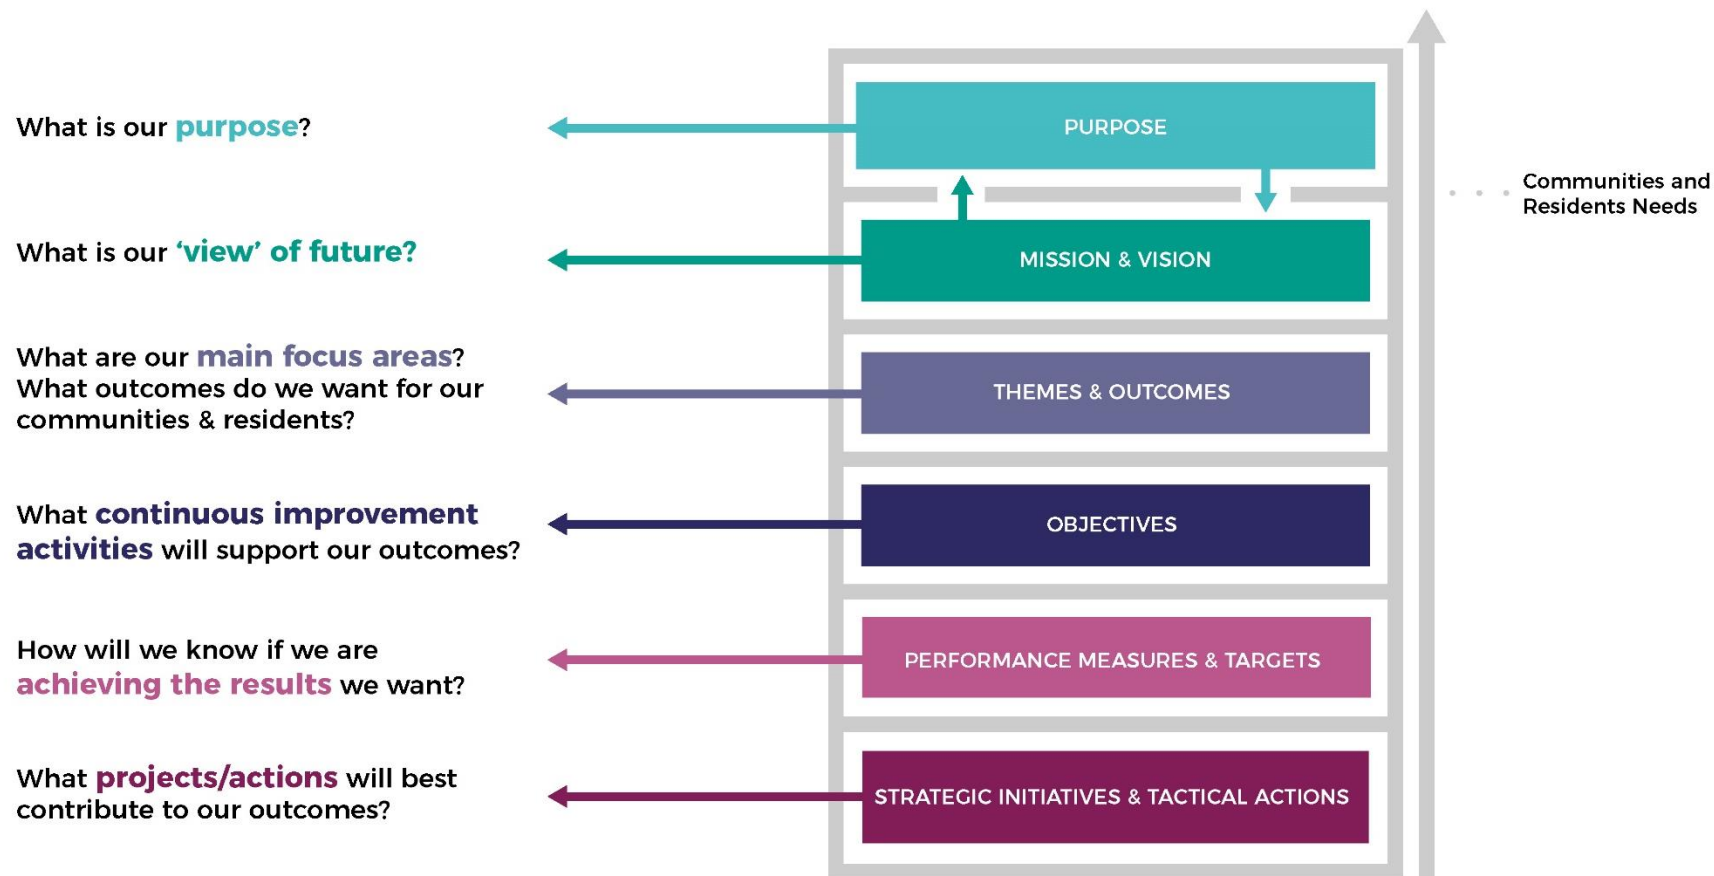 What is our purpose?
PURPOSE
Communities and
Residents Needs
What is our ‘view’ of future?
MISSION & VISION
What are our main focus areas?
What outcomes do we want for our
communities & residents?
THEMES & OUTCOMES
What continuous improvement
activities will support our outcomes?
OBJECTIVES
How will we know if we are
achieving the results we want?
PERFORMANCE MEASURES & TARGETS
What projects/actions will best
contribute to our outcomes?
STRATEGIC INITIATIVES & TACTICAL ACTIONS